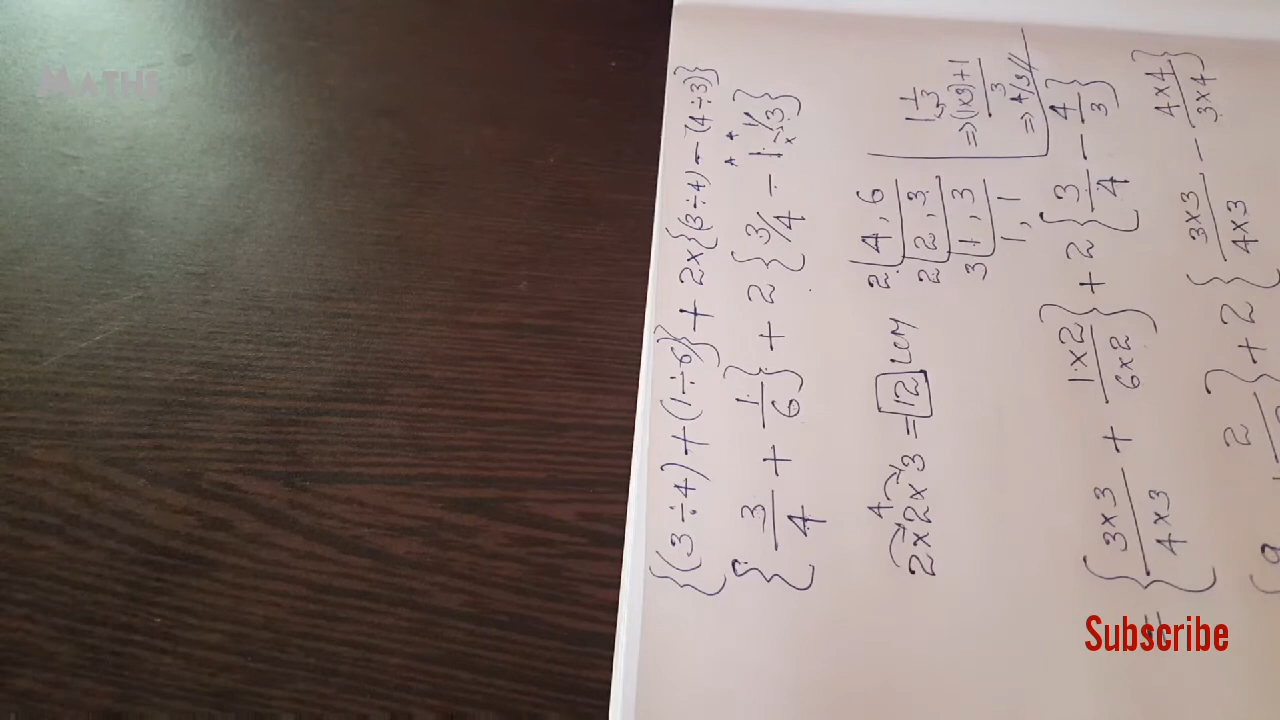 MATHS
{(3÷4)+(1÷6)} + 2×{(3÷4) - (4÷3)}
{3/4 + 1/6} + 2{3/4 - 1 1/3}
2×2×3 = 12 LCM
4
2 | 4, 6
2 | 2, 3
3 | 1, 3
1, 1
1 1/3
⇒ (1×3)+1 / 3
⇒ 4/3
= {3×3/4×3 + 1×2/6×2} + 2{3/4 - 4/3}
2} + 2{3×3/4×3 - 4×4/3×4}
Subscribe